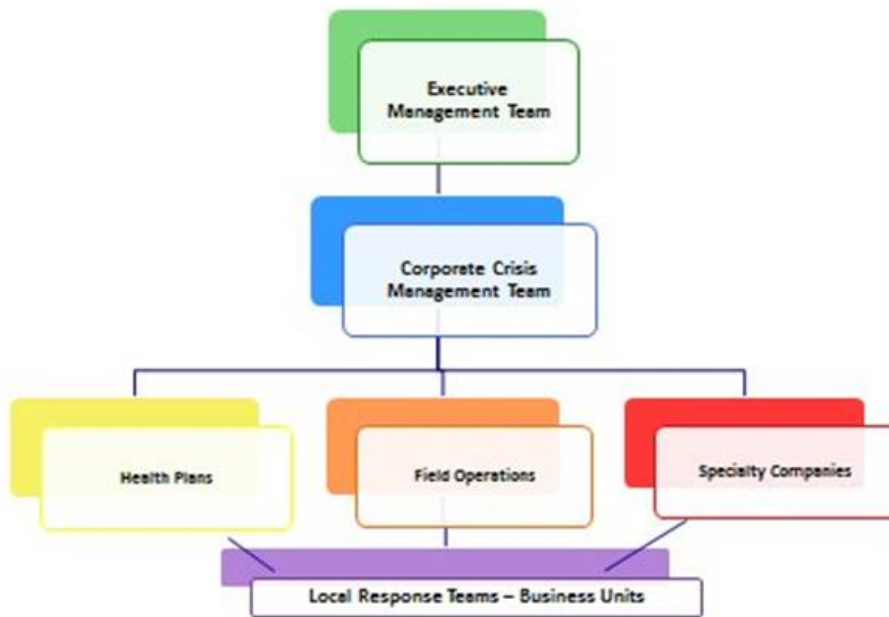 Executive
Management Team
Corporate Crisis
Management Team
Health Plans
Field Operations
Specialty Companies
Local Response Teams – Business Units